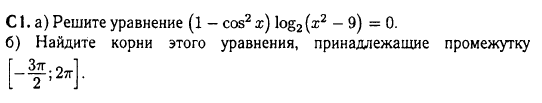 С1. а) Решите уравнение (1 − cos² x) log₂(x² − 9) = 0.
б) Найдите корни этого уравнения, принадлежащие промежутку
[−3π/2; 2π].